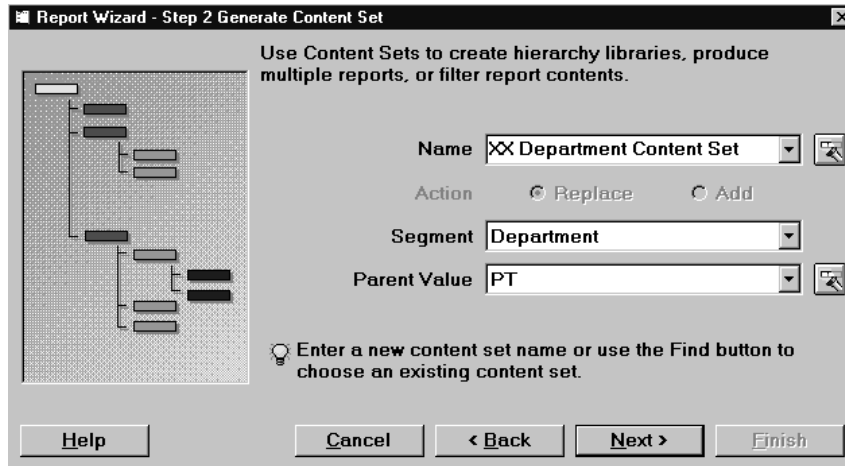 Report Wizard - Step 2 Generate Content Set
Use Content Sets to create hierarchy libraries, produce
multiple reports, or filter report contents.
Name XX Department Content Set
Action Replace Add
Segment Department
Parent Value PT
Enter a new content set name or use the Find button to
choose an existing content set.
Help Cancel < Back Next > Finish